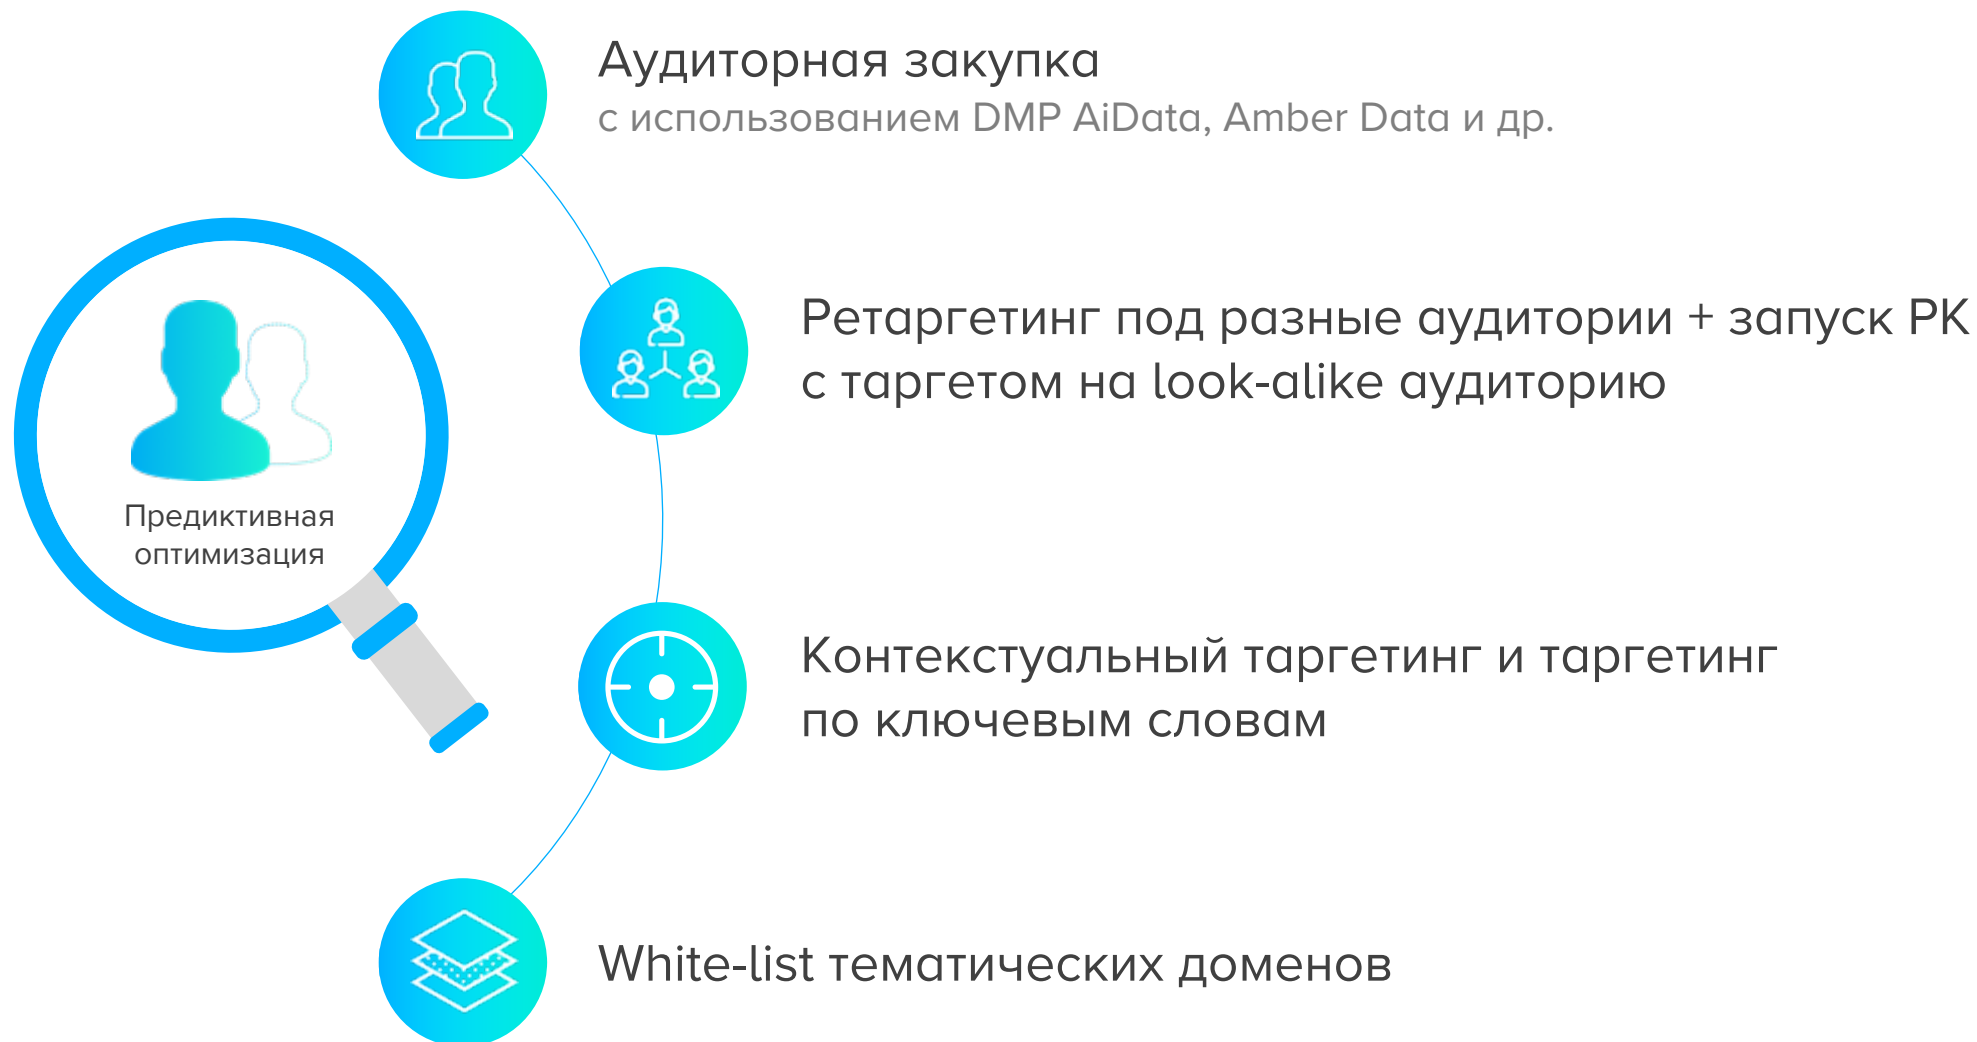 Аудиторная закупка
с использованием DMP AiData, Amber Data и др.
Ретаргетинг под разные аудитории + запуск РК
с таргетом на look-alike аудиторию
Предиктивная
оптимизация
Контекстуальный таргетинг и таргетинг
по ключевым словам
White-list тематических доменов